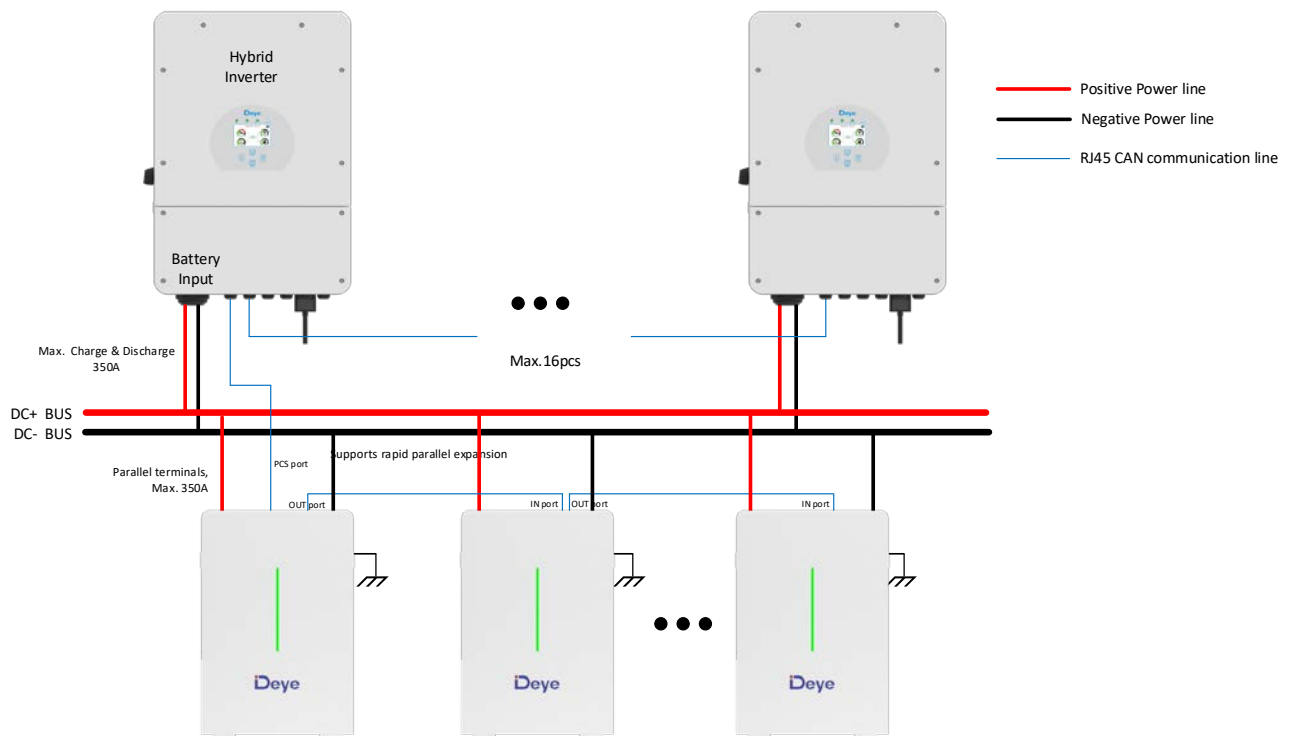 Hybrid
Inverter
Deye
Deye
Positive Power line
Negative Power line
RJ45 CAN communication line
Battery
Input
Max. Charge & Discharge
350A
Max.16pcs
DC+ BUS
DC- BUS
Supports rapid parallel expansion
Parallel terminals,
Max. 350A
PCS port
OUT port
IN port
OUT port
IN port
Deye
Deye
Deye